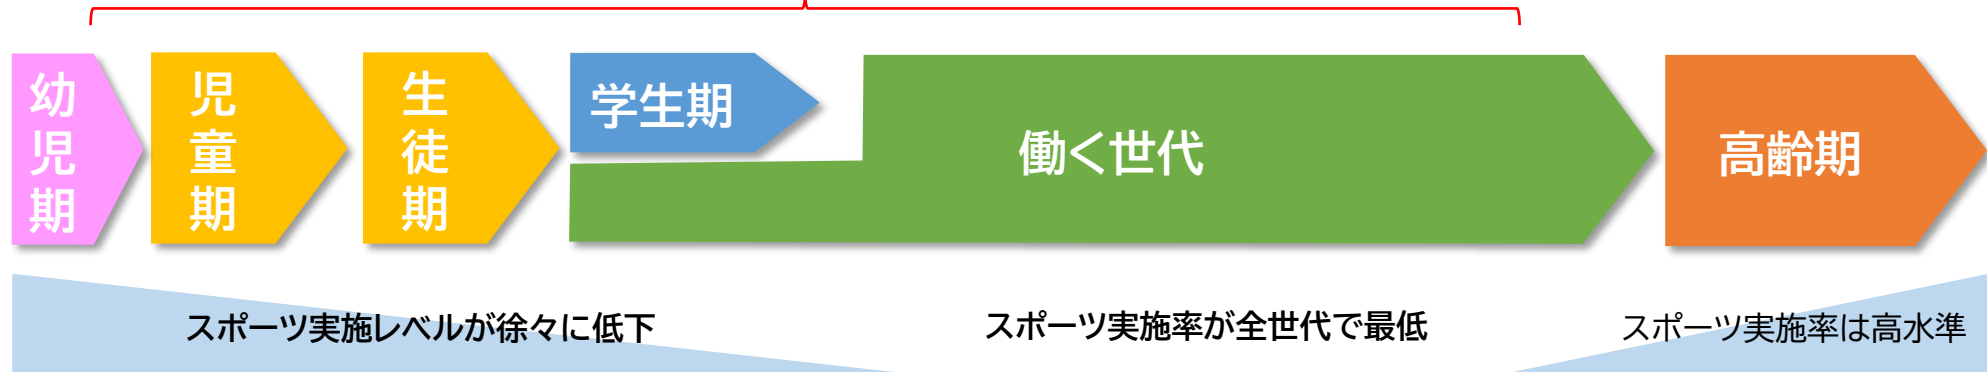 幼児期
児童期
生徒期
学生期
働く世代
高齢期
スポーツ実施レベルが徐々に低下
スポーツ実施率が全世代で最低
スポーツ実施率は高水準